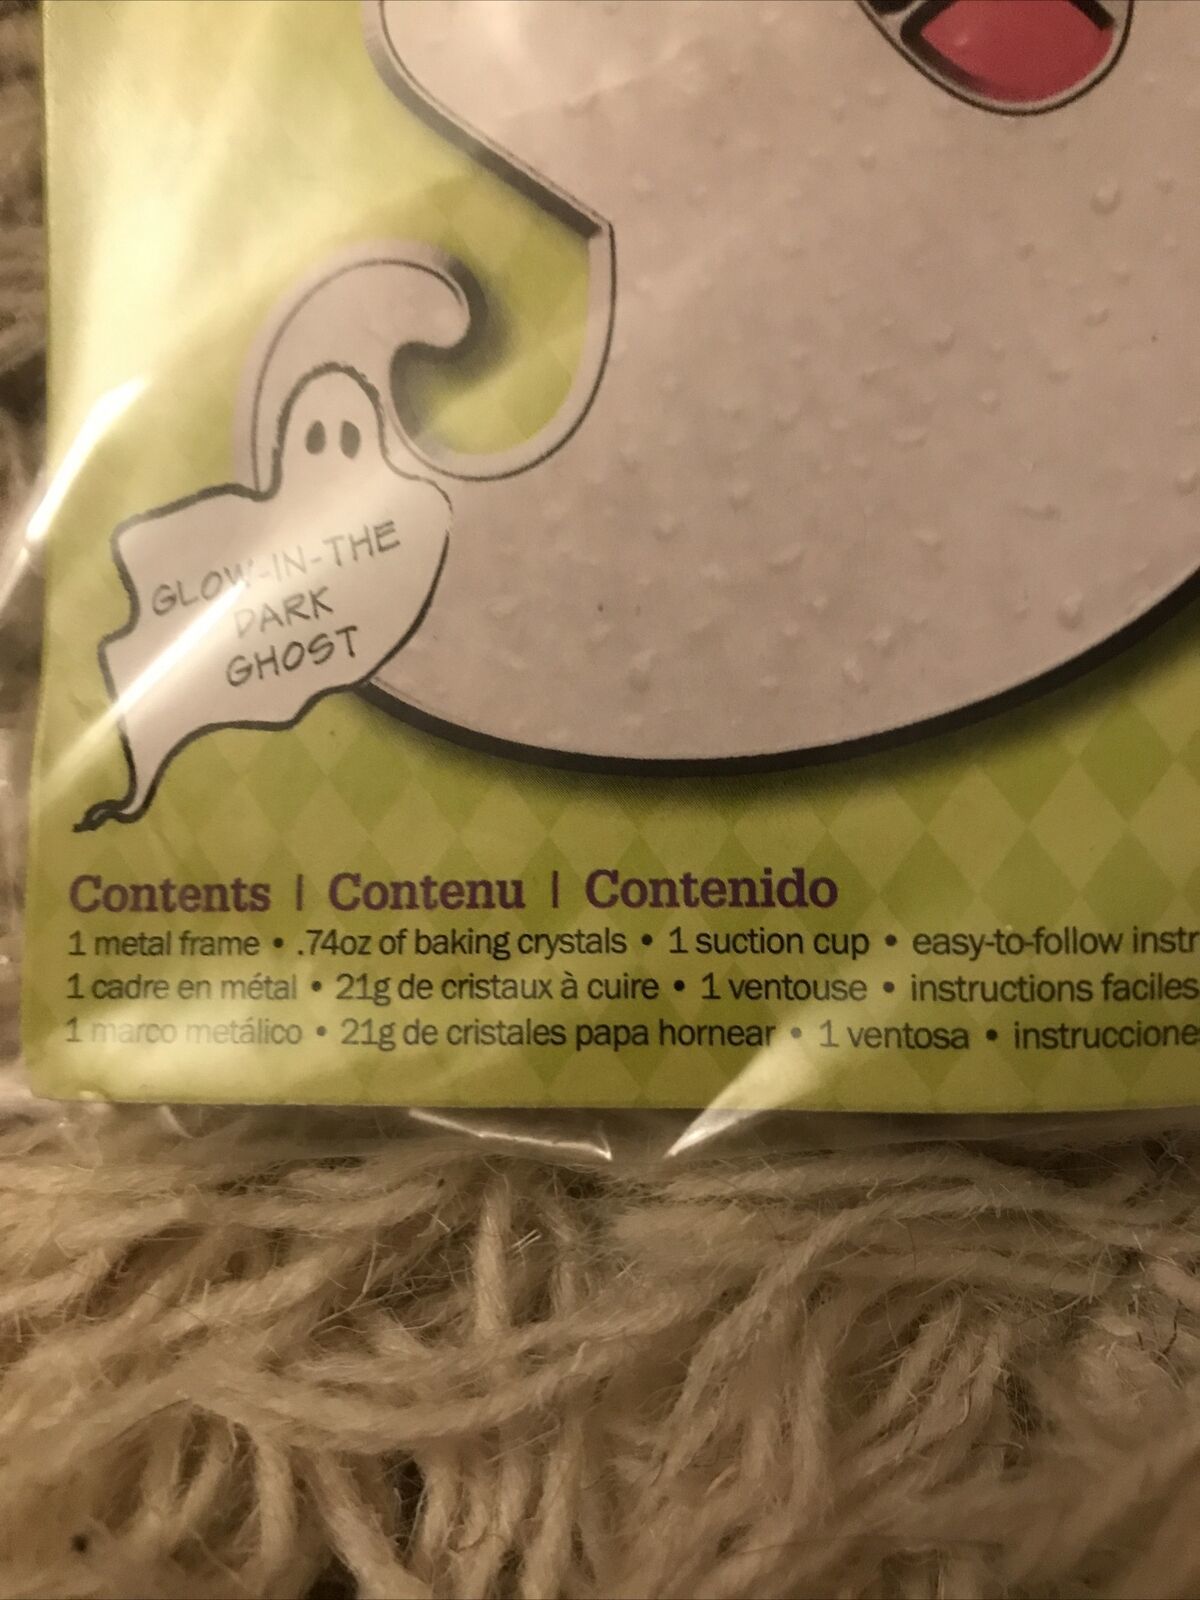 GLOW-IN-THE
DARK
GHOST
Contents | Contenu | Contenido
1 metal frame • .74oz of baking crystals • 1 suction cup • easy-to-follow instr
1 cadre en métal • 21g de cristaux à cuire • 1 ventouse • instructions faciles
1 marco metálico • 21g de cristales papa hornear • 1 ventosa • instruccione